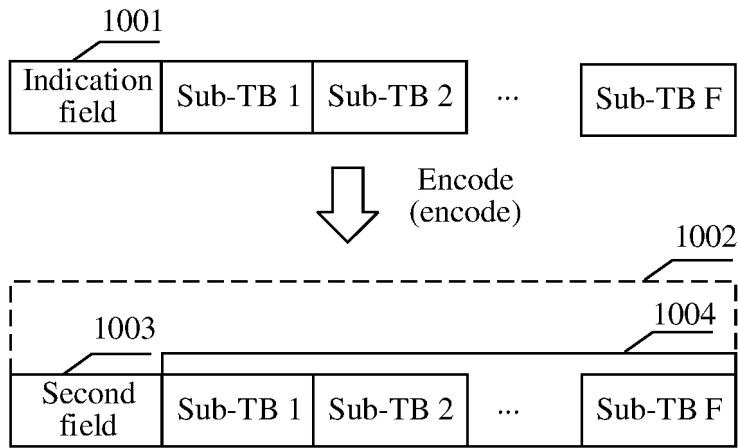 1001
Indication
field
Sub-TB 1
Sub-TB 2
...
Sub-TB F
Encode
(encode)
1002
1003
1004
Second
field
Sub-TB 1
Sub-TB 2
...
Sub-TB F